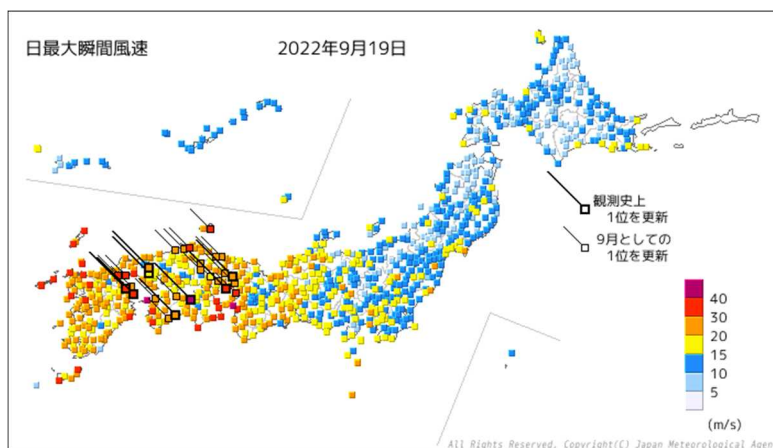 日最大瞬間風速
2022年9月19日
観測史上
1位を更新
9月としての
1位を更新
40
30
20
15
10
5
(m/s)
All Rights Reserved. Copyright(C) Japan Meteorological Agen